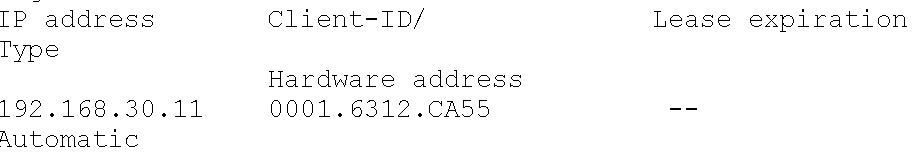 IP address Client-ID/ Lease expiration
Type
Hardware address
192.168.30.11 0001.6312.CA55 --
Automatic